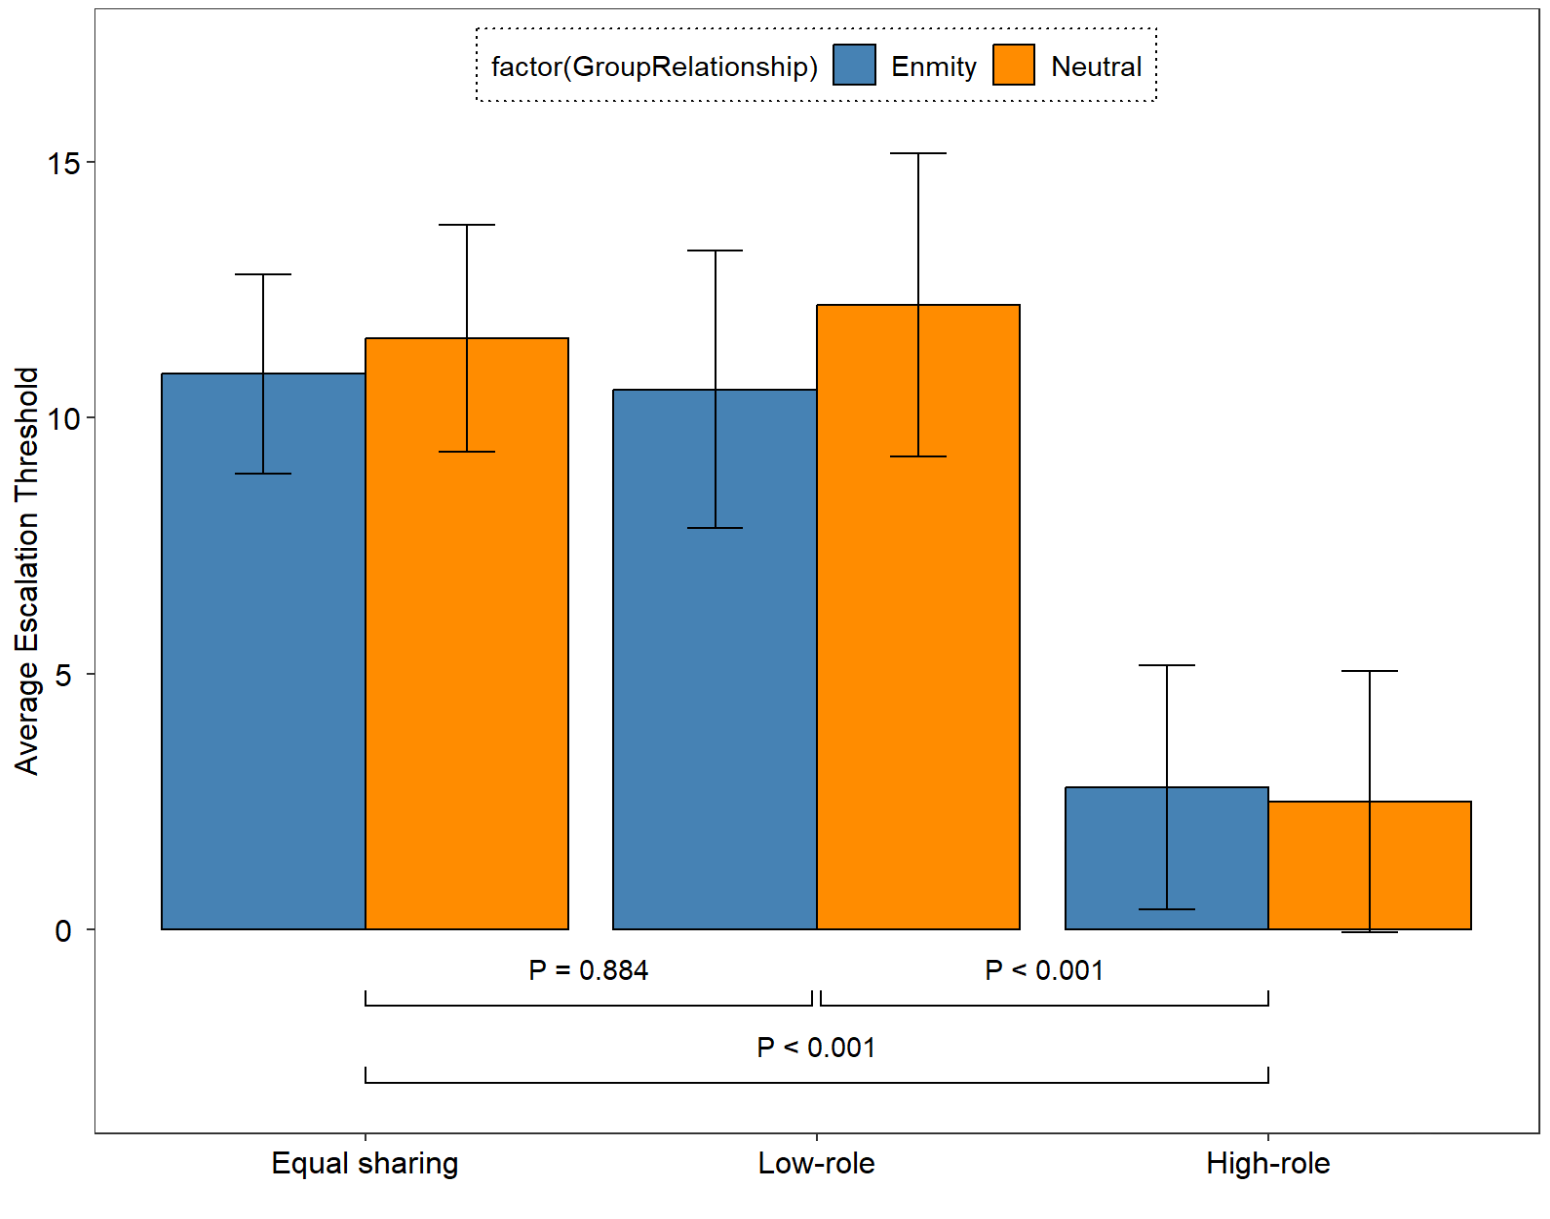 factor(GroupRelationship) Enmity Neutral
15
10
5
0
Average Escalation Threshold
P = 0.884
P < 0.001
P < 0.001
Equal sharing
Low-role
High-role